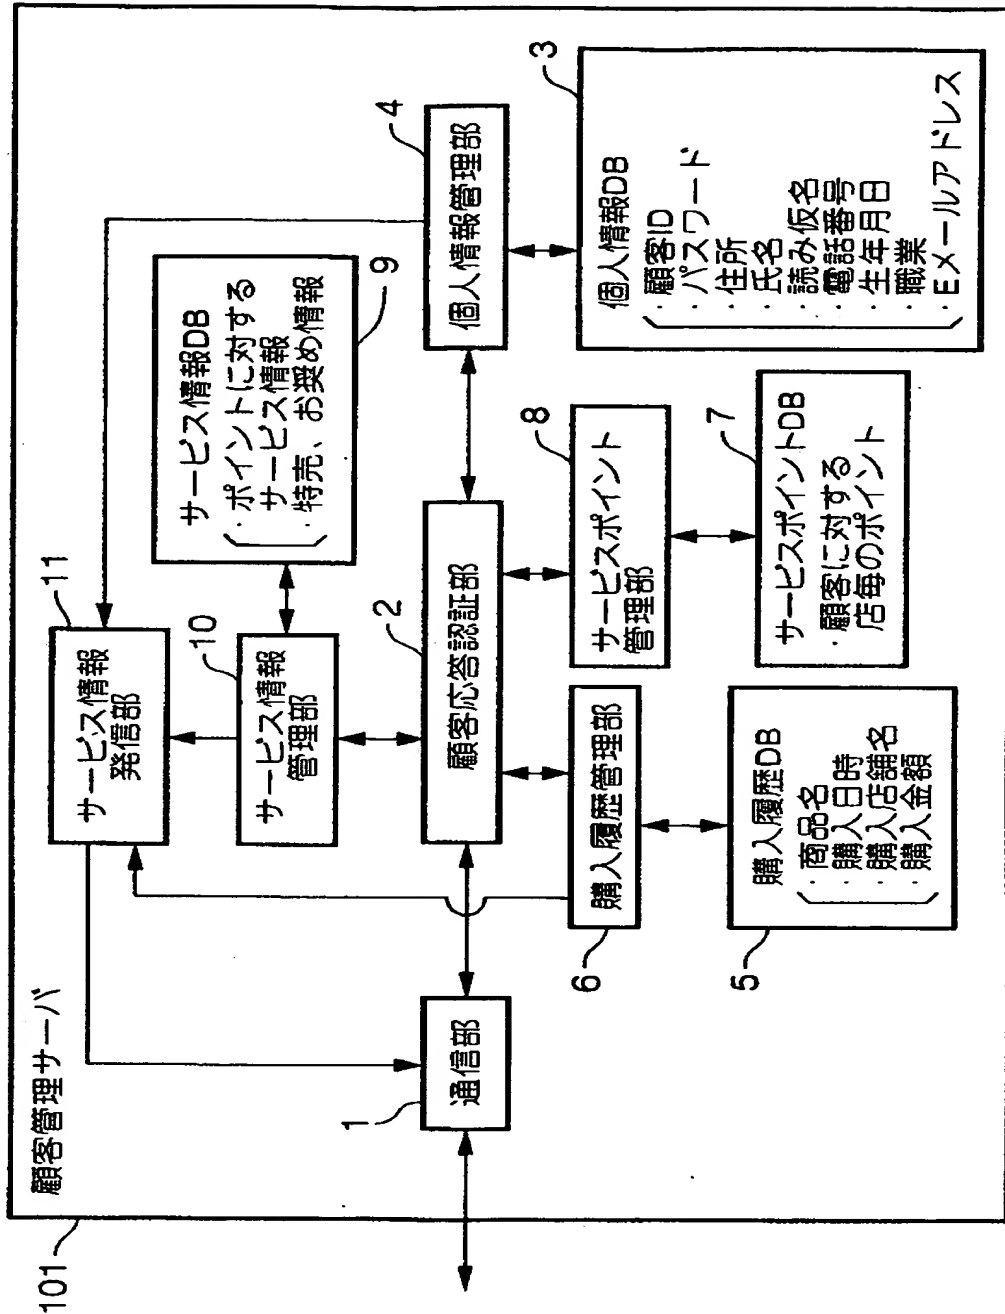 101
顧客管理サーバ
1
通信部
11
サービス情報
発信部
10
サービス情報
管理部
サービス情報DB
・ポイントに対する
サービス情報
・特売、お奨め情報
9
2
顧客応答認証部
4
個人情報管理部
3
個人情報DB
・顧客ID
・パスワード
・住所
・氏名
・読み仮名
・電話番号
・生年月日
・職業
・Eメールアドレス
6
購入履歴管理部
5
購入履歴DB
・商品名
・購入日時
・購入店舗名
・購入金額
8
サービスポイント
管理部
7
サービスポイントDB
・顧客に対する
店毎のポイント